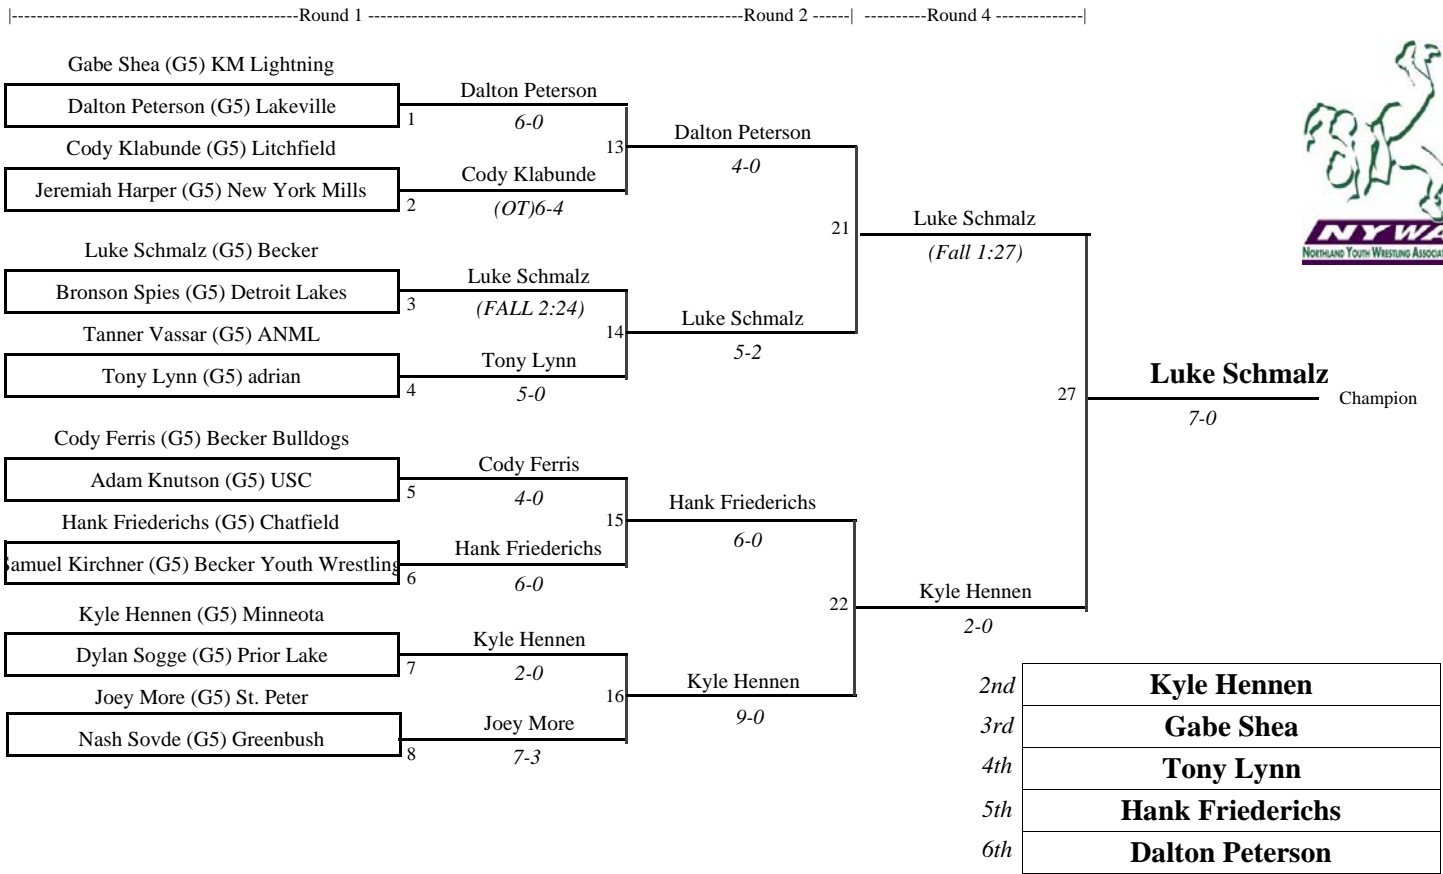 |-----------------------------------------------Round 1 -------------------------------------------------------------------------------Round 2 ------| ----------Round 4 --------------|
Gabe Shea (G5) KM Lightning
Dalton Peterson (G5) Lakeville
1
Dalton Peterson
6-0
Cody Klabunde (G5) Litchfield
Jeremiah Harper (G5) New York Mills
2
Cody Klabunde
(OT)6-4
13
Dalton Peterson
4-0
Luke Schmalz (G5) Becker
Bronson Spies (G5) Detroit Lakes
3
Luke Schmalz
(FALL 2:24)
Tanner Vassar (G5) ANML
Tony Lynn (G5) adrian
4
Tony Lynn
5-0
14
Luke Schmalz
5-2
21
Luke Schmalz
(Fall 1:27)
Cody Ferris (G5) Becker Bulldogs
Adam Knutson (G5) USC
5
Cody Ferris
4-0
Hank Friederichs (G5) Chatfield
Samuel Kirchner (G5) Becker Youth Wrestling
6
Hank Friederichs
6-0
15
Hank Friederichs
6-0
Kyle Hennen (G5) Minneota
Dylan Sogge (G5) Prior Lake
7
Kyle Hennen
2-0
Joey More (G5) St. Peter
Nash Sovde (G5) Greenbush
8
Joey More
7-3
16
Kyle Hennen
9-0
22
Kyle Hennen
2-0
27
Luke Schmalz
Champion
7-0
NYWA
NORTHLAND YOUTH WRESTLING
2nd Kyle Hennen
3rd Gabe Shea
4th Tony Lynn
5th Hank Friederichs
6th Dalton Peterson